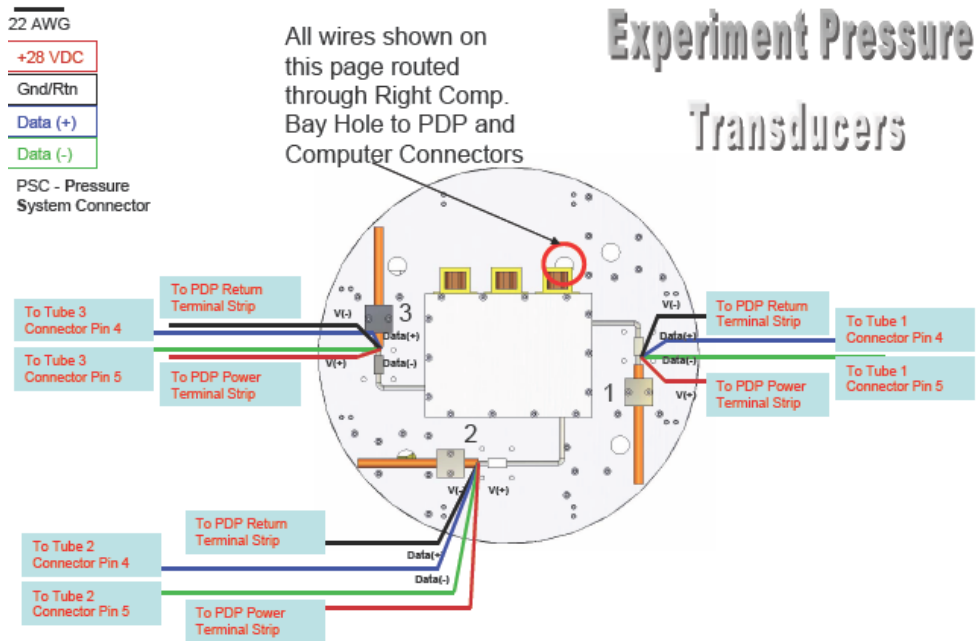 Experiment Pressure
Transducers
22 AWG
+28 VDC
Gnd/Rtn
Data (+)
Data (-)
PSC - Pressure
System Connector
All wires shown on
this page routed
through Right Comp.
Bay Hole to PDP and
Computer Connectors
To PDP Return
Terminal Strip
To Tube 3
Connector Pin 4
To Tube 3
Connector Pin 5
To PDP Power
Terminal Strip
V(-)
3
Data(+)
V(+)
Data(-)
V(-)
To PDP Return
Terminal Strip
Data(+)
To Tube 1
Connector Pin 4
Data(-)
To Tube 1
Connector Pin 5
1
V(+)
To PDP Power
Terminal Strip
2
V(-)
V(+)
To PDP Return
Terminal Strip
To Tube 2
Connector Pin 4
Data(+)
Data(-)
To Tube 2
Connector Pin 5
To PDP Power
Terminal Strip